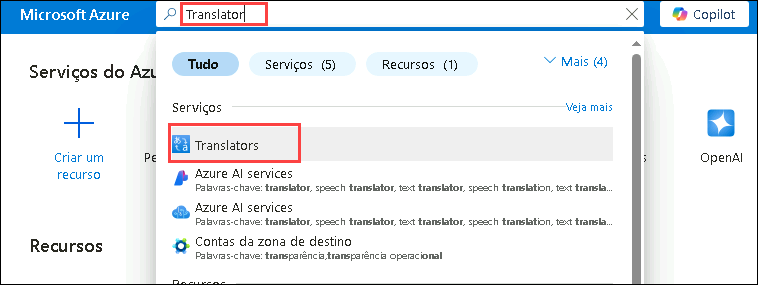 Microsoft Azure
Translator
Copilot
Tudo
Serviços (5)
Recursos (1)
Mais (4)
Serviços do Azu
Serviços
Veja mais
Translators
Criar um
recurso
Pe
s
OpenAI
Azure AI services
Palavras-chave: translator, speech translator, text translator, speech translation, text transla...
Azure AI services
Palavras-chave: translator, speech translator, text translator, speech translation, text transla...
Contas da zona de destino
Palavras-chave: transparência,transparência operacional
Recursos
Recursos